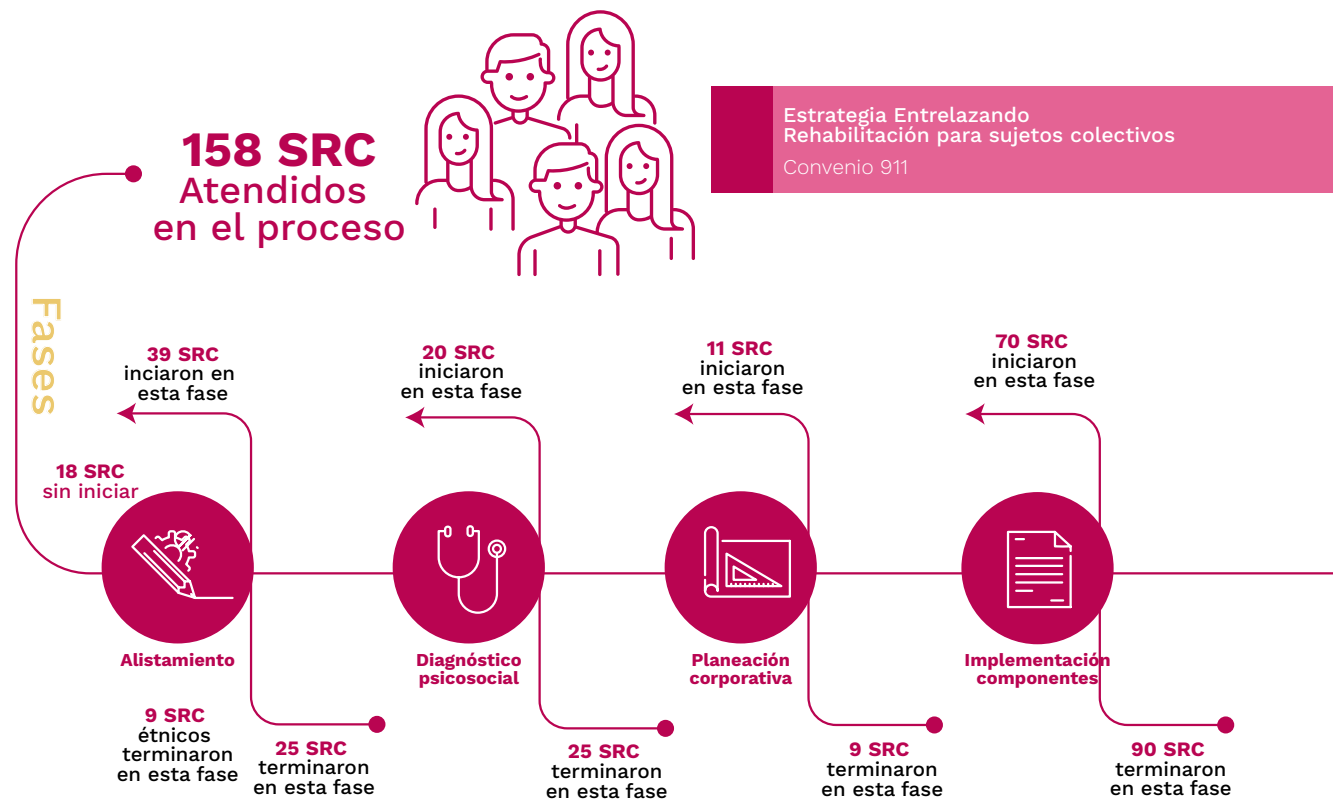 158 SRC
Atendidos
en el proceso
Estrategia Entrelazando
Rehabilitación para sujetos colectivos
Convenio 911
Fases
39 SRC
inciaron en
esta fase
20 SRC
iniciaron
en esta fase
11 SRC
iniciaron
en esta fase
70 SRC
iniciaron
en esta fase
18 SRC
sin iniciar
Alistamiento
Diagnóstico
psicosocial
Planeación
corporativa
Implementación
componentes
9 SRC
étnicos
terminaron
en esta fase
25 SRC
terminaron
en esta fase
25 SRC
terminaron
en esta fase
9 SRC
terminaron
en esta fase
90 SRC
terminaron
en esta fase